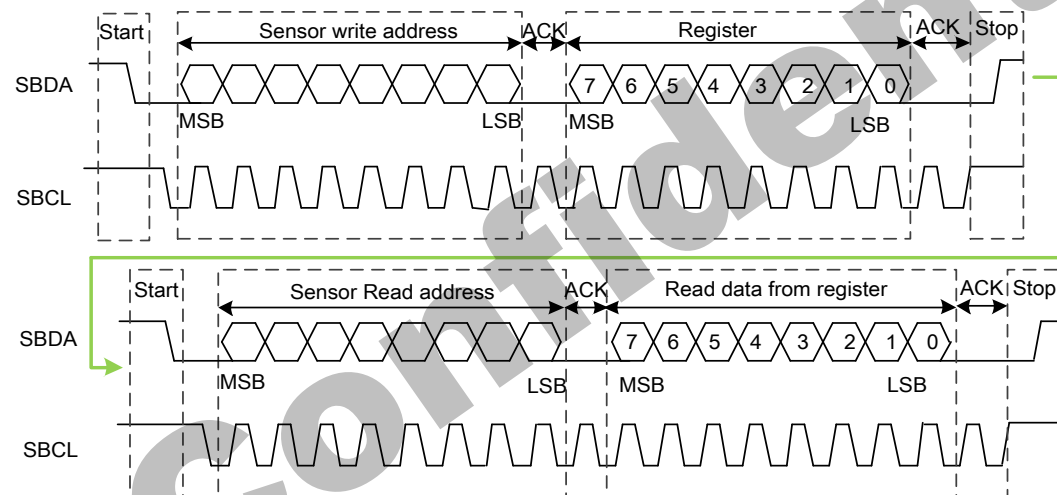 Start Sensor write address ACK Register ACK Stop
SBDA 7 6 5 4 3 2 1 0
MSB LSB MSB LSB
SBCL
Start Sensor Read address ACK Read data from register ACK Stop
SBDA 7 6 5 4 3 2 1 0
MSB LSB MSB LSB
SBCL
Confident